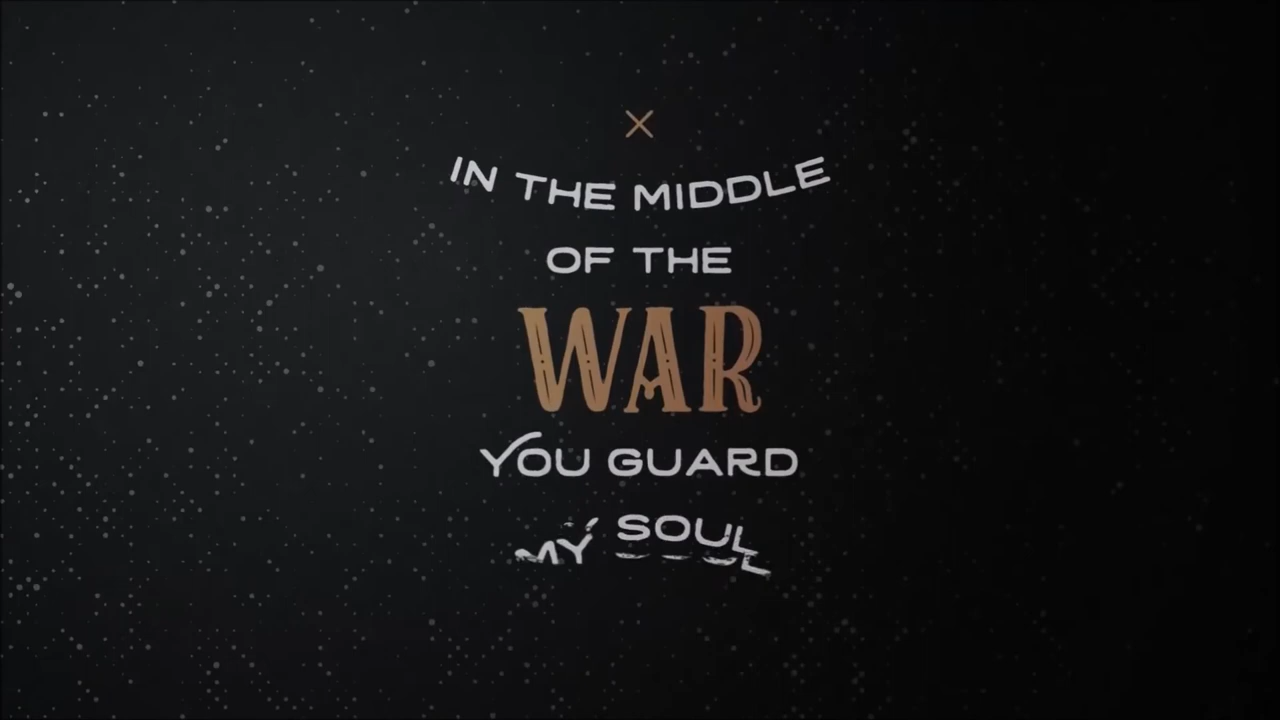 IN THE MIDDLE
OF THE
WAR
YOU GUARD
MY SOUL